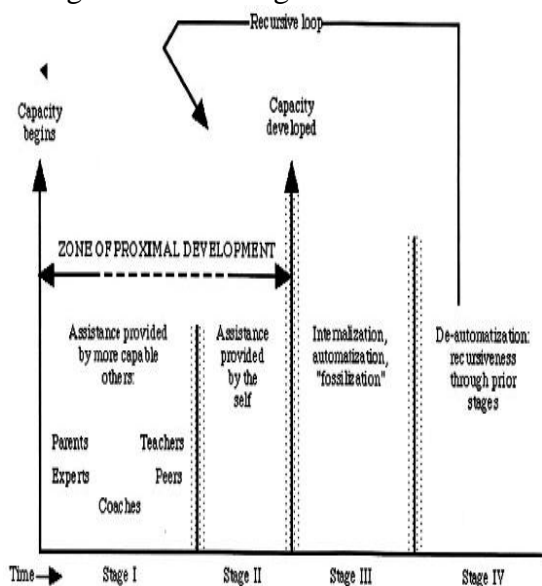 Recursive loop
Capacity
begins
Capacity
developed
ZONE OF PROXIMAL DEVELOPMENT
Assistance provided
by more capable
others:
Parents
Teachers
Experts
Peers
Coaches
Assistance
provided
by the
self
Internalization,
automatization,
"fossilization"
De-automatization:
recursiveness
through prior
stages
Time
Stage I
Stage II
Stage III
Stage IV